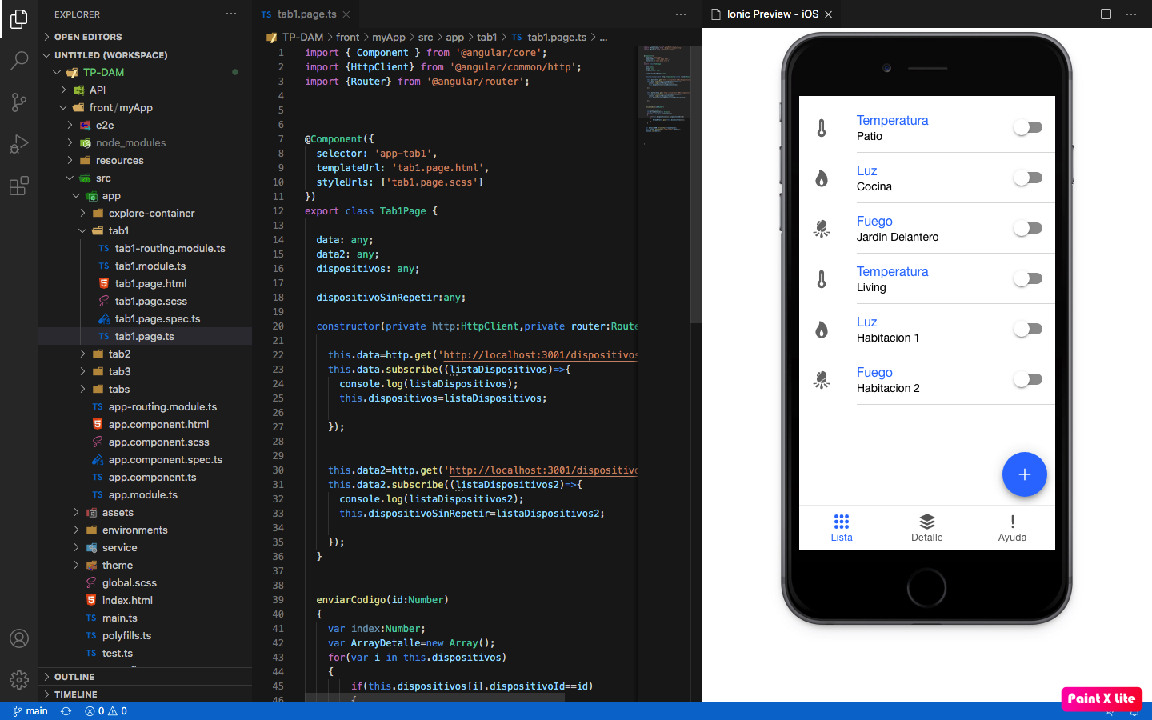 EXPLORER
OPEN EDITORS
UNTITLED (WORKSPACE)
TP-DAM
API
front/myApp
e2e
node_modules
resources
src
app
explore-container
tab1
TS tab1-routing.module.ts
TS tab1.module.ts
tab1.page.html
tab1.page.scss
tab1.page.spec.ts
TS tab1.page.ts
tab2
tab3
tabs
TS app-routing.module.ts
app.component.html
app.component.scss
app.component.spec.ts
TS app.component.ts
TS app.module.ts
assets
environments
service
theme
global.scss
index.html
TS main.ts
TS polyfills.ts
TS test.ts
OUTLINE
TIMELINE
main
0 0
TS tab1.page.ts
TP-DAM > front > myApp > src > app > tab1 > TS tab1.page.ts > ...
1 import { Component } from '@angular/core';
2 import {HttpClient} from '@angular/common/http';
3 import {Router} from '@angular/router';
4
5
6
7 @Component({
8 selector: 'app-tab1',
9 templateUrl: 'tab1.page.html',
10 styleUrls: ['tab1.page.scss']
11 })
12 export class Tab1Page {
13
14 data: any;
15 data2: any;
16 dispositivos: any;
17
18 dispositivoSinRepetir:any;
19
20 constructor(private http:HttpClient,private router:Route
21
22 this.data=http.get('http://localhost:3001/dispositivos
23 this.data.subscribe((listaDispositivos)=>{
24 console.log(listaDispositivos);
25 this.dispositivos=listaDispositivos;
26
27 });
28
29
30 this.data2=http.get('http://localhost:3001/dispositivo
31 this.data2.subscribe((listaDispositivos2)=>{
32 console.log(listaDispositivos2);
33 this.dispositivoSinRepetir=listaDispositivos2;
34
35 });
36 }
37
38
39 enviarCodigo(id:Number)
40 {
41 var index:Number;
42 var ArrayDetalle=new Array();
43 for(var i in this.dispositivos)
44 {
45 if(this.dispositivos[i].dispositivoId==id)
46 {
Ionic Preview - iOS
Temperatura
Patio
Luz
Cocina
Fuego
Jardin Delantero
Temperatura
Living
Luz
Habitacion 1
Fuego
Habitacion 2
+
Lista Detalle Ayuda
Paint X lite